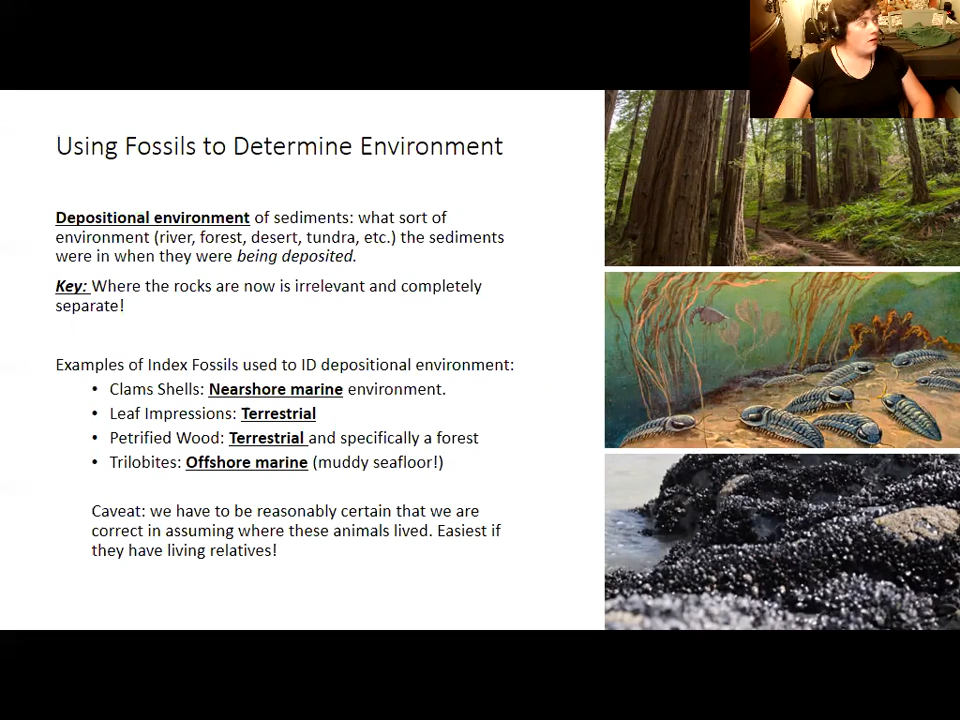 Using Fossils to Determine Environment
Depositional environment of sediments: what sort of
environment (river, forest, desert, tundra, etc.) the sediments
were in when they were being deposited.
Key: Where the rocks are now is irrelevant and completely
separate!
Examples of Index Fossils used to ID depositional environment:
• Clams Shells: Nearshore marine environment.
• Leaf Impressions: Terrestrial
• Petrified Wood: Terrestrial and specifically a forest
• Trilobites: Offshore marine (muddy seafloor!)
Caveat: we have to be reasonably certain that we are
correct in assuming where these animals lived. Easiest if
they have living relatives!